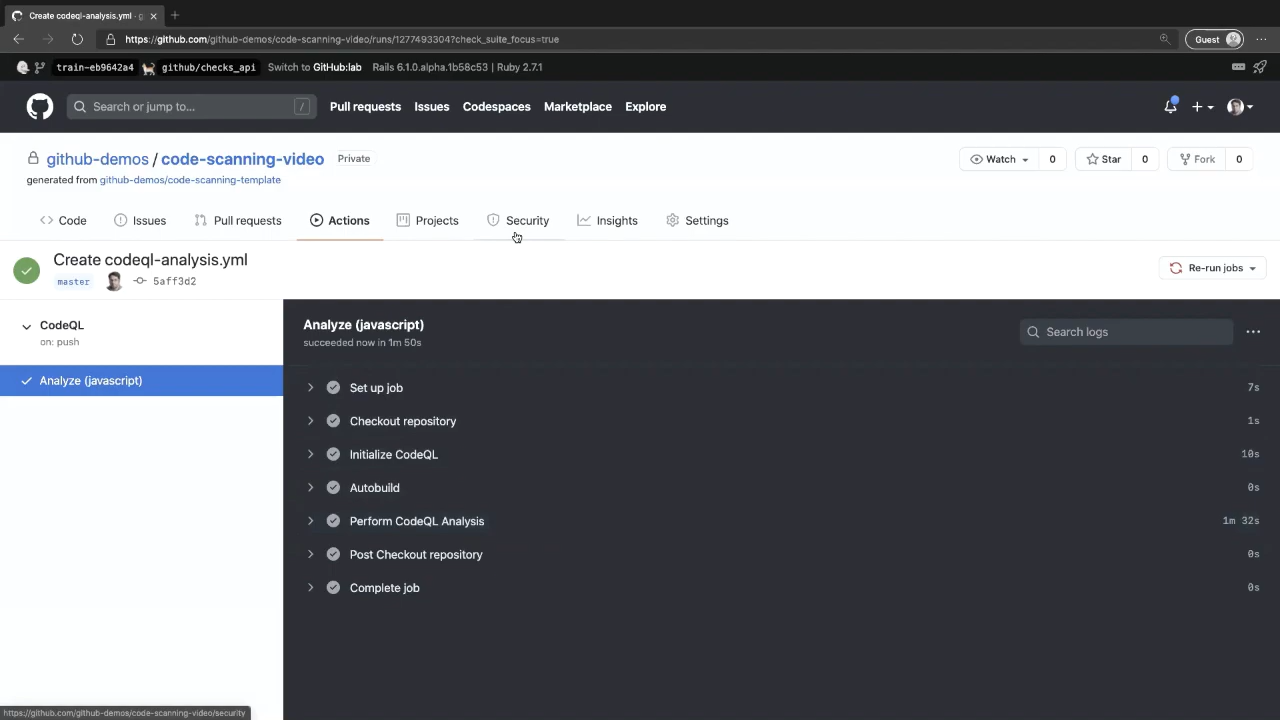 Create codeql-analysis.yml · g
https://github.com/github-demos/code-scanning-video/runs/1277493304?check_suite_focus=true
Guest
train-eb9642a4 github/checks_api Switch to GitHub:lab Rails 6.1.0.alpha.1b58c53 | Ruby 2.7.1
Search or jump to... / Pull requests Issues Codespaces Marketplace Explore
github-demos / code-scanning-video Private
Watch 0 Star 0 Fork 0
generated from github-demos/code-scanning-template
Code Issues Pull requests Actions Projects Security Insights Settings
Create codeql-analysis.yml
master 5aff3d2
Re-run jobs
CodeQL
on: push
Analyze (javascript)
Analyze (javascript)
succeeded now in 1m 50s
Search logs
Set up job 7s
Checkout repository 1s
Initialize CodeQL 10s
Autobuild 0s
Perform CodeQL Analysis 1m 32s
Post Checkout repository 0s
Complete job 0s
https://github.com/github-demos/code-scanning-video/security